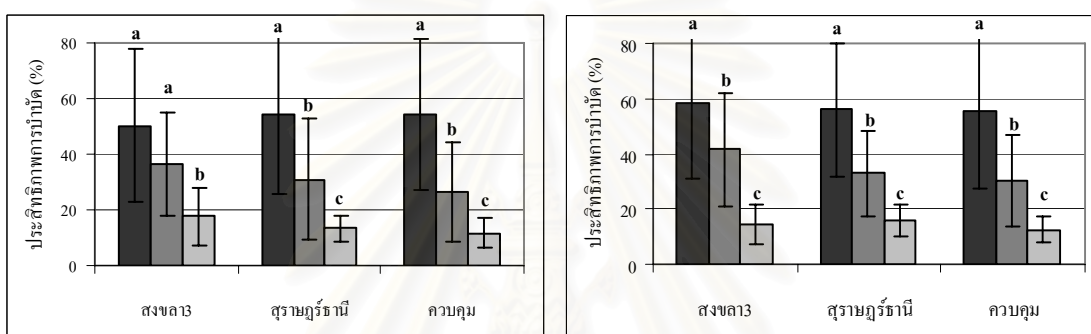 ประสิทธิภาพการบำบัด (%)
80
60
40
20
0
a
a
b
a
b
c
a
b
c
สงขลา3
สุราษฎร์ธานี
ควบคุม
ประสิทธิภาพการบำบัด (%)
80
60
40
20
0
a
b
c
a
b
c
a
b
c
สงขลา3
สุราษฎร์ธานี
ควบคุม